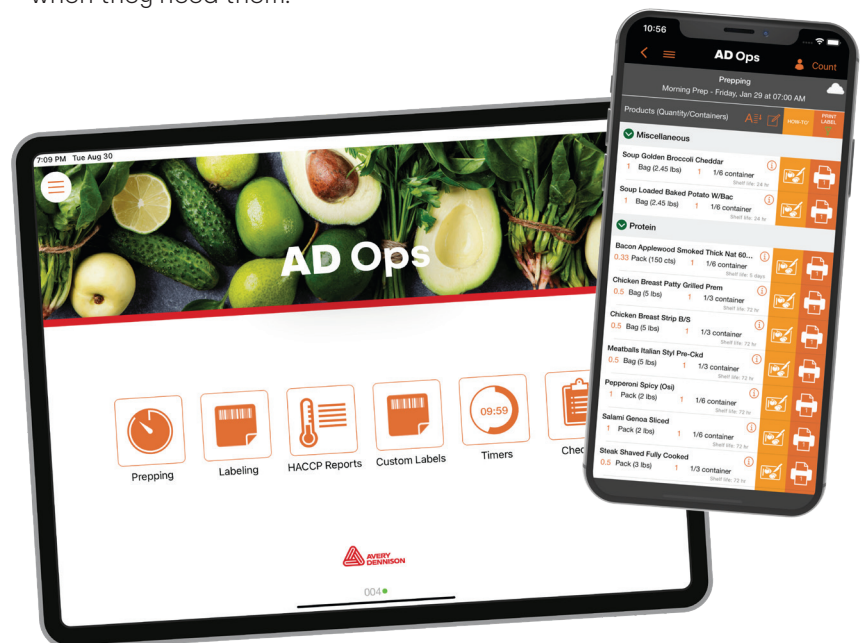 when they need them.
7:09 PM Tue Aug 30
AD Ops
Prepping
Labeling
HACCP Reports
Custom Labels
09:59
Timers
Chec
AVERY
DENNISON
004
10:56
AD Ops
Count
Prepping
Morning Prep - Friday, Jan 29 at 07:00 AM
Products (Quantity/Containers)
HOW-TO'
PRINT
LABEL
Miscellaneous
Soup Golden Broccoli Cheddar
1 Bag (2.45 lbs) 1 1/6 container
Shelf life: 24 hr
Soup Loaded Baked Potato W/Bac
1 Bag (2.45 lbs) 1 1/6 container
Shelf life: 24 hr
Protein
Bacon Applewood Smoked Thick Nat 60...
0.33 Pack (150 cts) 1 1/6 container
Shelf life: 5 days
Chicken Breast Patty Grilled Prem
0.5 Bag (5 lbs) 1 1/3 container
Shelf life: 72 hr
Chicken Breast Strip B/S
0.5 Bag (5 lbs) 1 1/3 container
Shelf life: 72 hr
Meatballs Italian Styl Pre-Ckd
0.5 Bag (5 lbs) 1 1/3 container
Shelf life: 72 hr
Pepperoni Spicy (Osi)
1 Pack (2 lbs) 1 1/6 container
Shelf life: 72 hr
Salami Genoa Sliced
1 Pack (2 lbs) 1 1/6 container
Shelf life: 72 hr
Steak Shaved Fully Cooked
0.5 Pack (3 lbs) 1 1/3 container
Shelf life: 72 hr